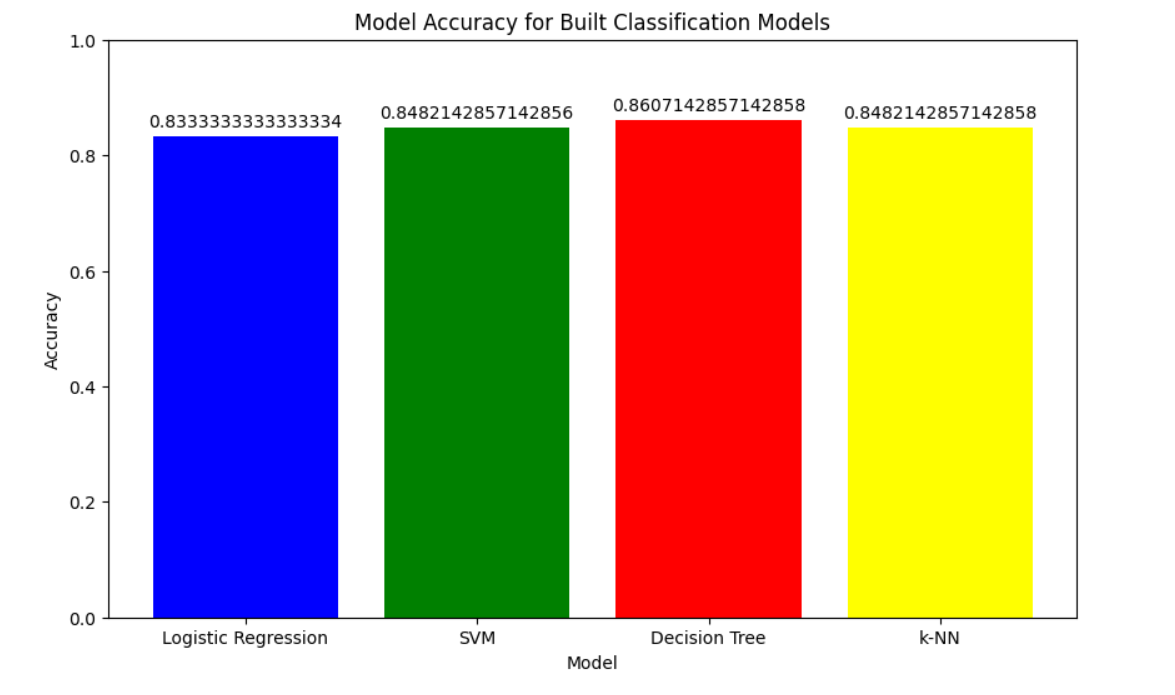 Model Accuracy for Built Classification Models
1.0
0.8333333333333334
0.8482142857142856
0.8607142857142858
0.8482142857142858
0.8
0.6
Accuracy
0.4
0.2
0.0
Logistic Regression
SVM
Decision Tree
k-NN
Model